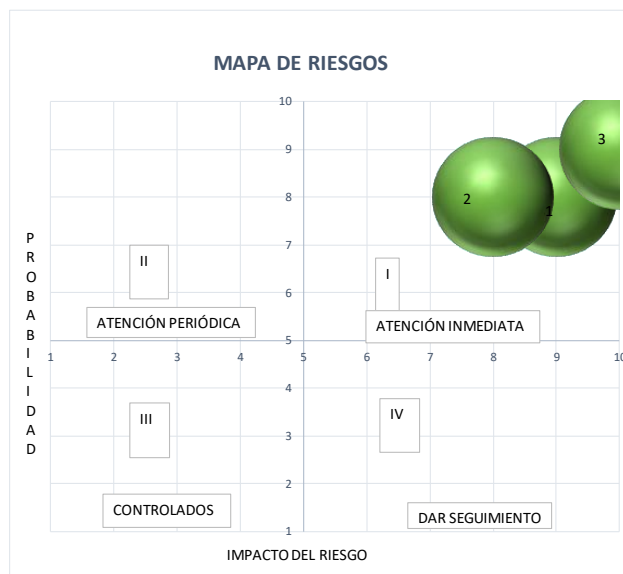 MAPA DE RIESGOS
10
9
8
7
6
5
4
3
2
1
3
2
1
II
I
ATENCIÓN PERIÓDICA
ATENCIÓN INMEDIATA
1 2 3 4 5 6 7 8 9 10
III
IV
CONTROLADOS
DAR SEGUIMIENTO
PROBABILIDAD
IMPACTO DEL RIESGO